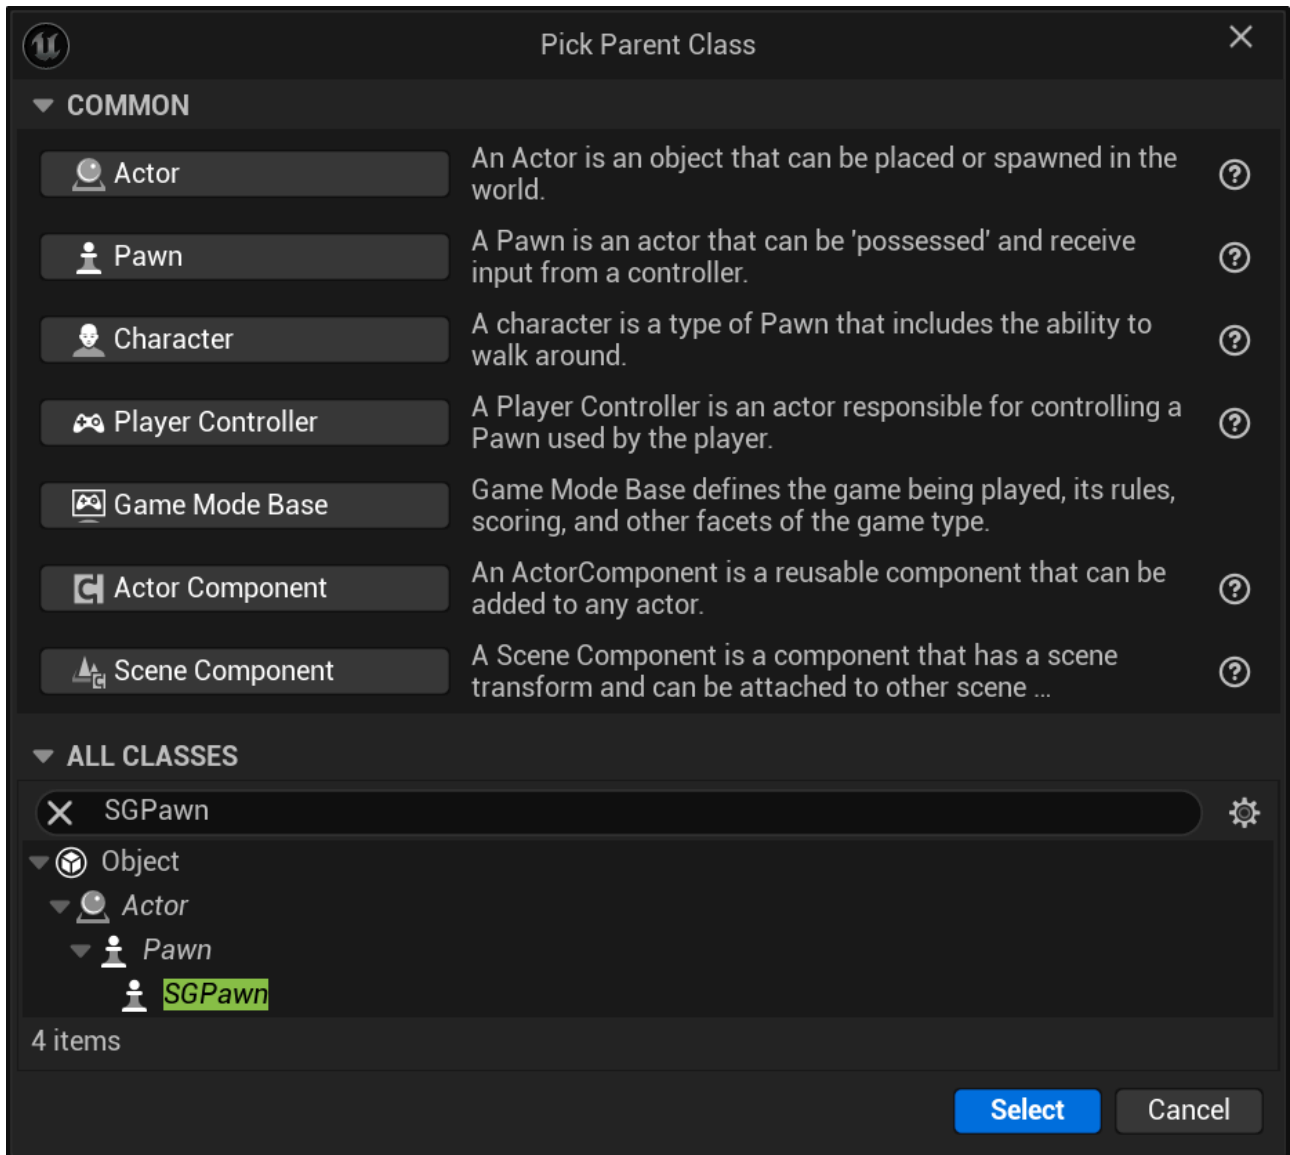 Pick Parent Class
COMMON
Actor
An Actor is an object that can be placed or spawned in the
world.
Pawn
A Pawn is an actor that can be 'possessed' and receive
input from a controller.
Character
A character is a type of Pawn that includes the ability to
walk around.
Player Controller
A Player Controller is an actor responsible for controlling a
Pawn used by the player.
Game Mode Base
Game Mode Base defines the game being played, its rules,
scoring, and other facets of the game type.
Actor Component
An ActorComponent is a reusable component that can be
added to any actor.
Scene Component
A Scene Component is a component that has a scene
transform and can be attached to other scene ...
ALL CLASSES
SGPawn
Object
Actor
Pawn
SGPawn
4 items
Select
Cancel